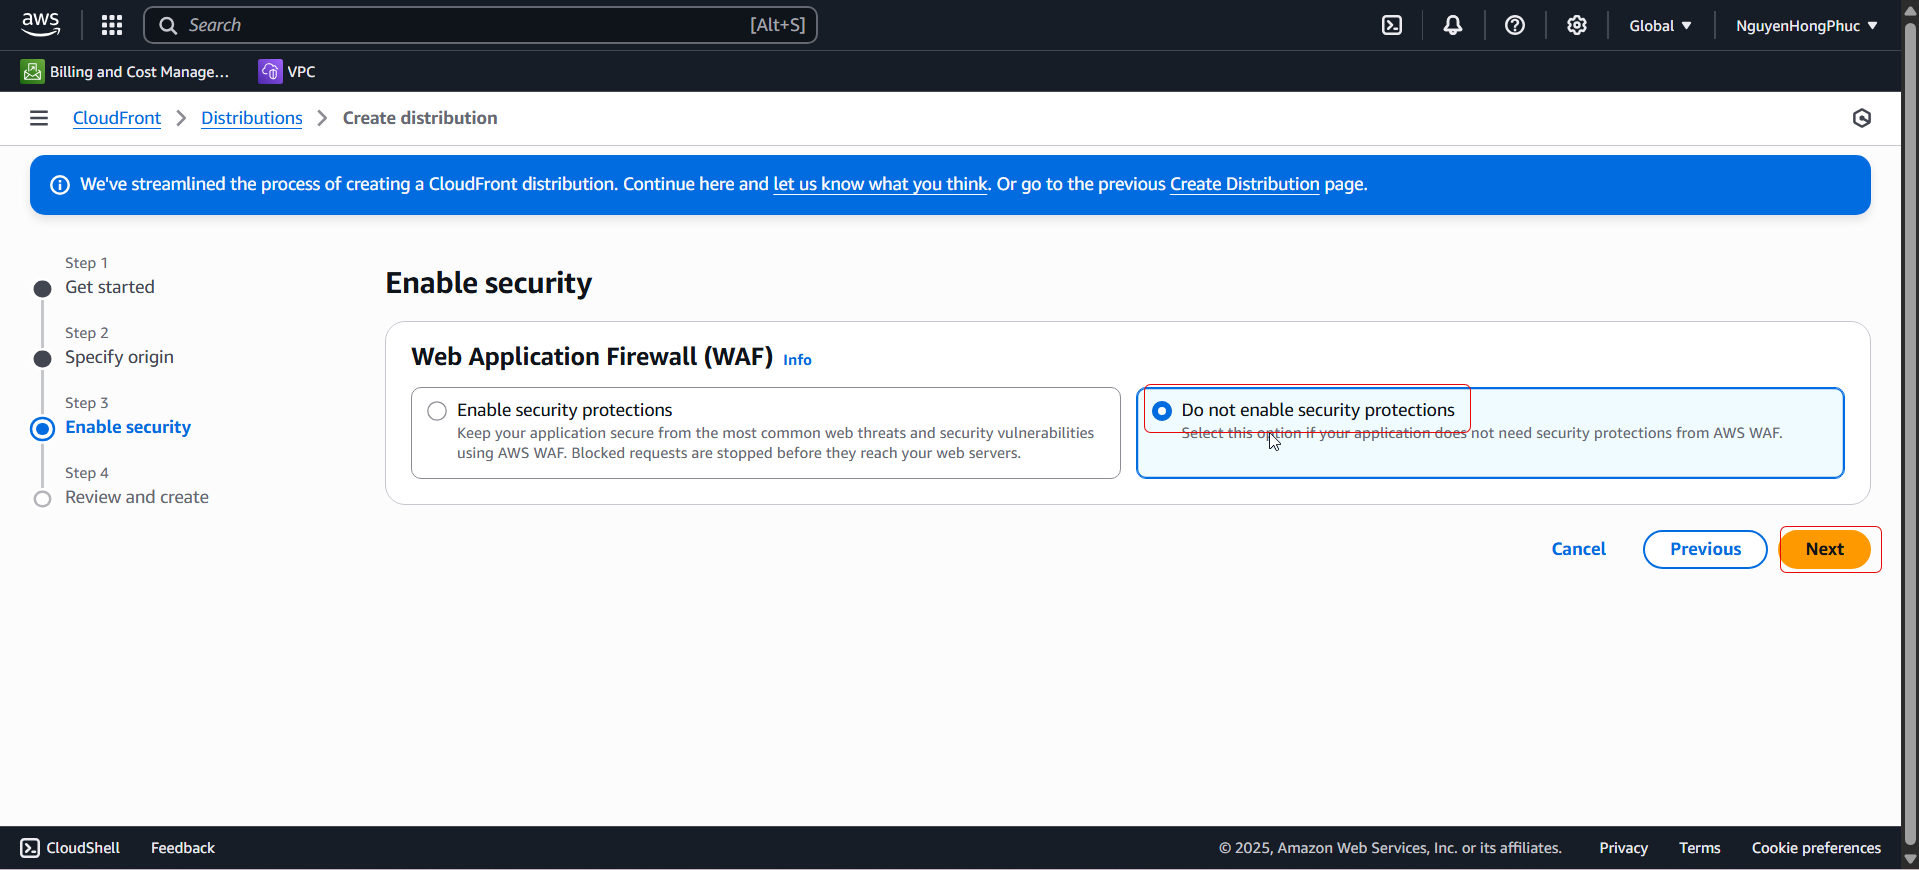 aws
Search [Alt+S]
Global
NguyenHongPhuc
Billing and Cost Manage...
VPC
CloudFront
Distributions
Create distribution
We've streamlined the process of creating a CloudFront distribution. Continue here and let us know what you think. Or go to the previous Create Distribution page.
Step 1
Get started
Step 2
Specify origin
Step 3
Enable security
Step 4
Review and create
Enable security
Web Application Firewall (WAF) Info
Enable security protections
Keep your application secure from the most common web threats and security vulnerabilities
using AWS WAF. Blocked requests are stopped before they reach your web servers.
Do not enable security protections
Select this option if your application does not need security protections from AWS WAF.
Cancel
Previous
Next
CloudShell
Feedback
© 2025, Amazon Web Services, Inc. or its affiliates.
Privacy
Terms
Cookie preferences